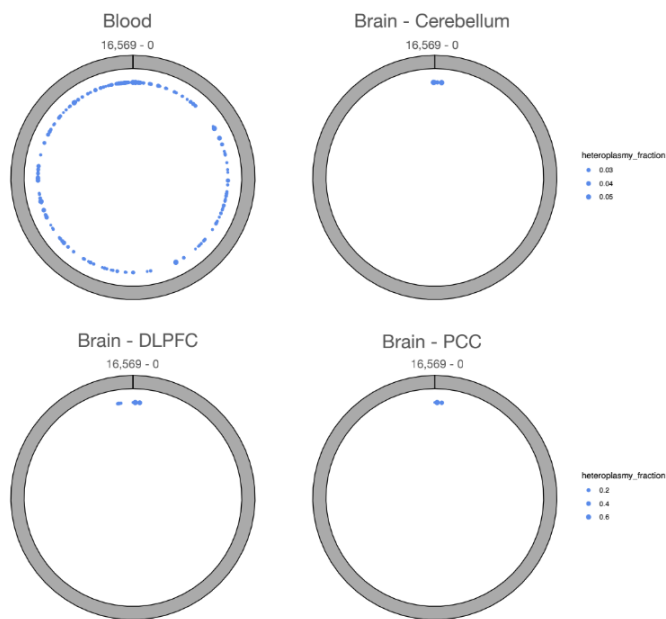 Blood
16,569 - 0
Brain - Cerebellum
16,569 - 0
heteroplasmy_fraction
0.03
0.04
0.05
Brain - DLPFC
16,569 - 0
Brain - PCC
16,569 - 0
heteroplasmy_fraction
0.2
0.4
0.6